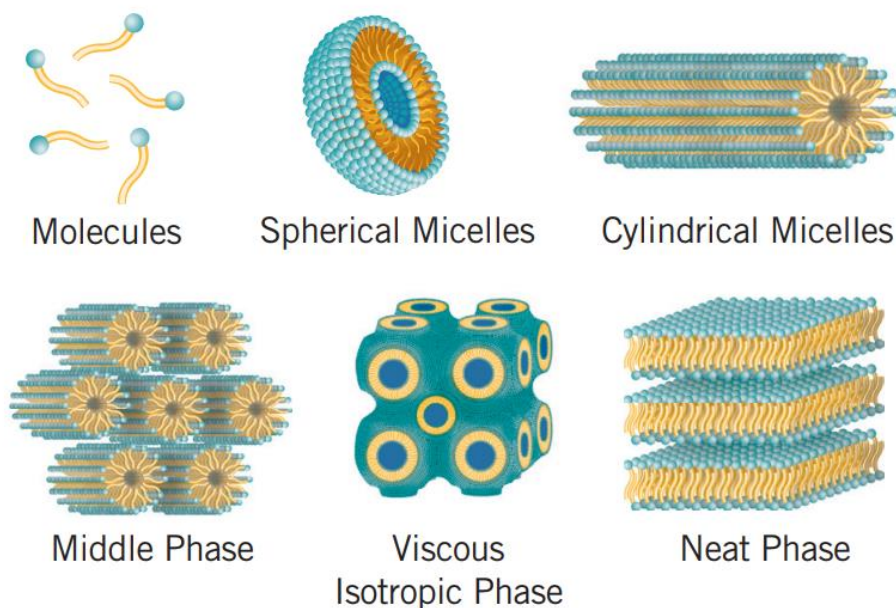 Molecules
Spherical Micelles
Cylindrical Micelles
Middle Phase
Viscous
Isotropic Phase
Neat Phase